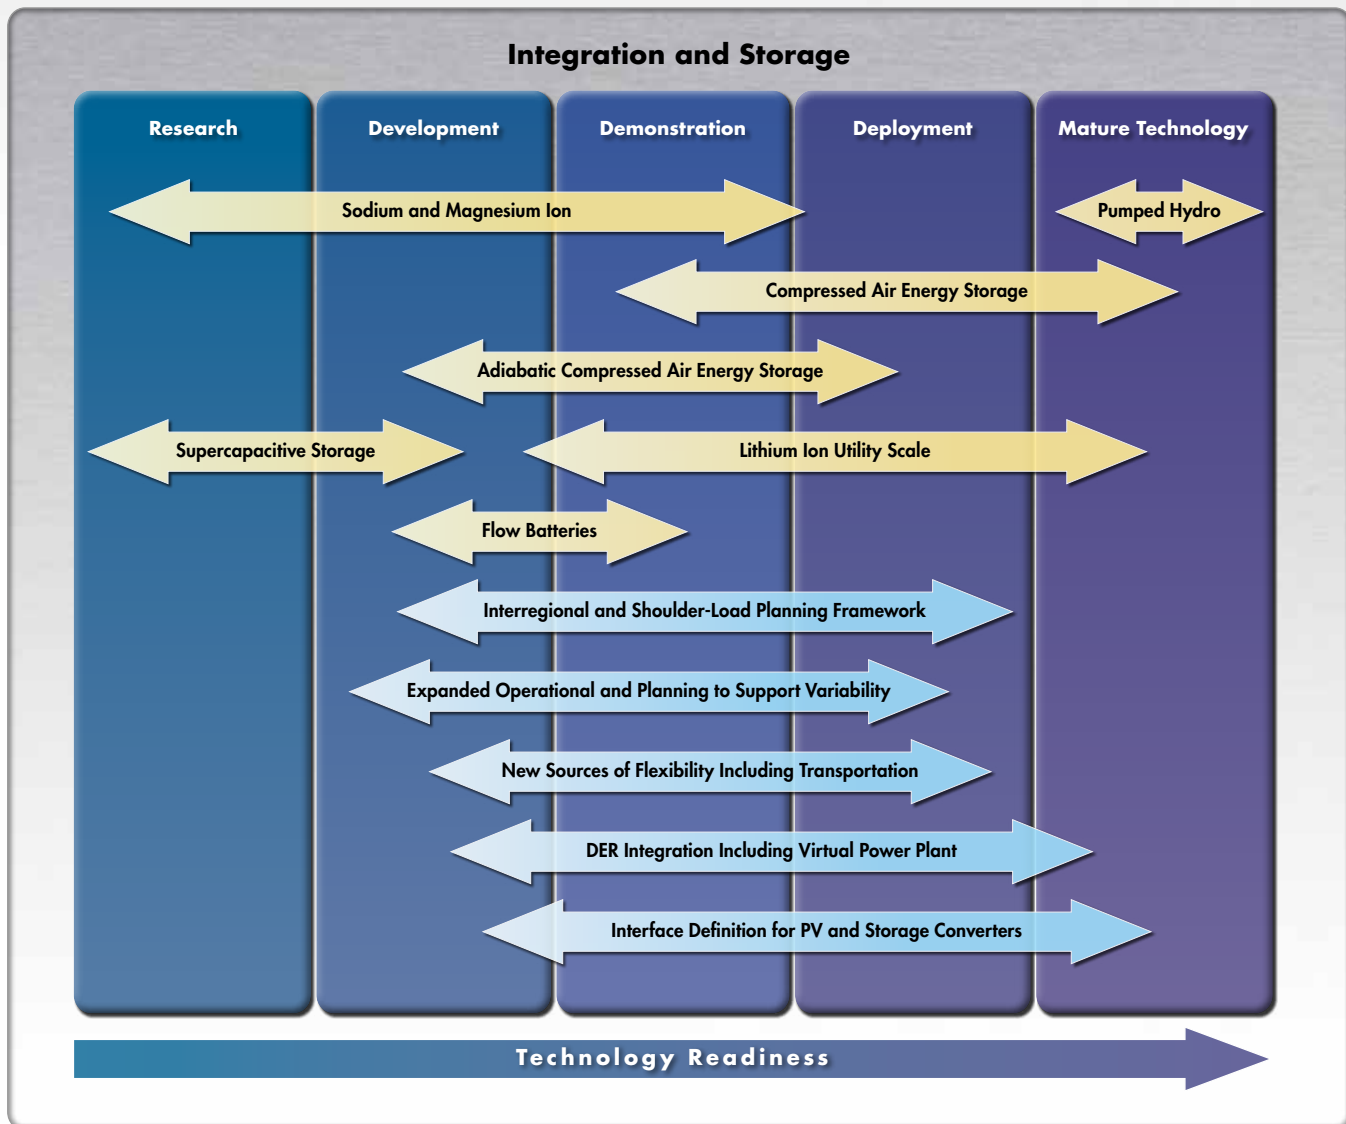 Integration and Storage
Research
Development
Demonstration
Deployment
Mature Technology
Sodium and Magnesium Ion
Pumped Hydro
Compressed Air Energy Storage
Adiabatic Compressed Air Energy Storage
Supercapacitive Storage
Lithium Ion Utility Scale
Flow Batteries
Interregional and Shoulder-Load Planning Framework
Expanded Operational and Planning to Support Variability
New Sources of Flexibility Including Transportation
DER Integration Including Virtual Power Plant
Interface Definition for PV and Storage Converters
Technology Readiness